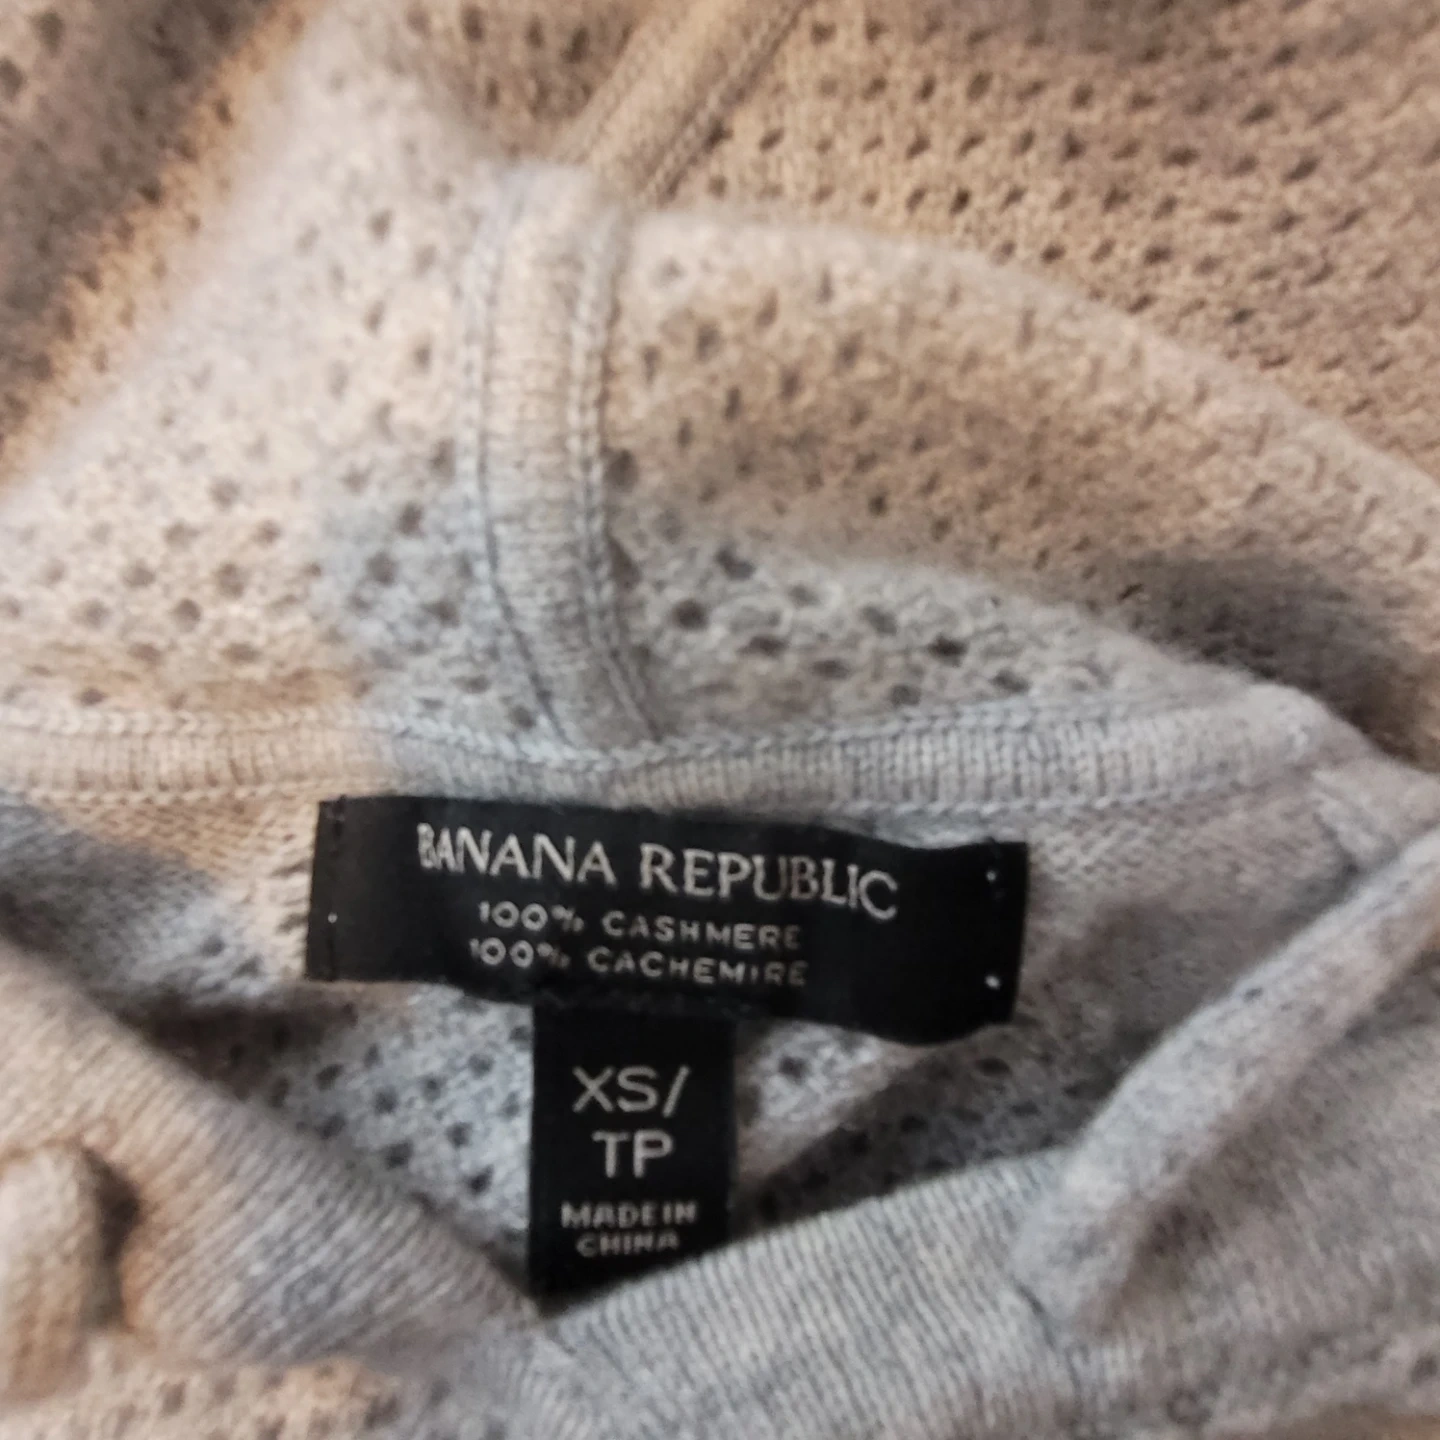 BANANA REPUBLIC
100% CASHMERE
100% CACHEMIRE
XS/
TP
MADE IN
CHINA